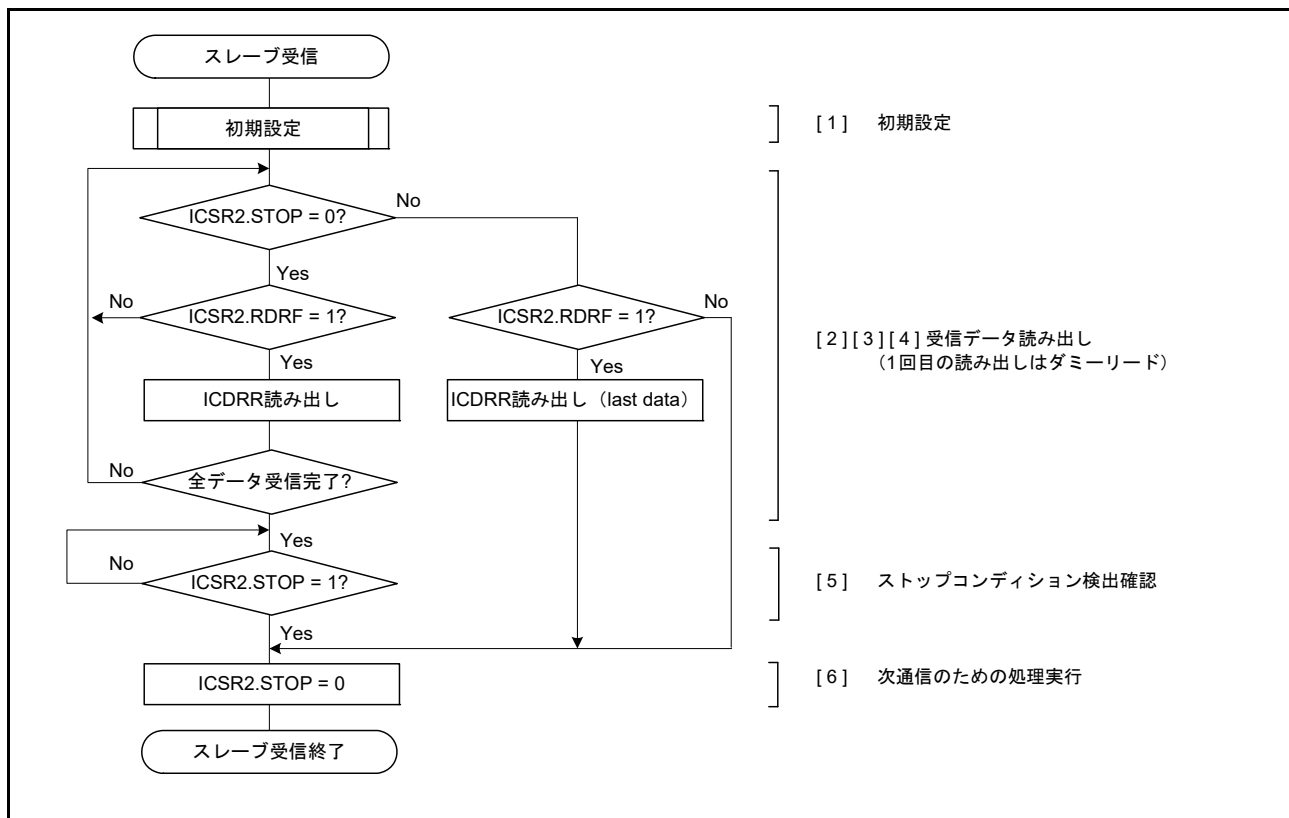 スレーブ受信
初期設定
[ 1 ] 初期設定
No
ICSR2.STOP = 0?
Yes
No
ICSR2.RDRF = 1?
No
ICSR2.RDRF = 1?
[ 2 ] [ 3 ] [ 4 ] 受信データ読み出し
（1回目の読み出しはダミーリード）
Yes
Yes
ICDRR読み出し
ICDRR読み出し（last data）
No
全データ受信完了?
Yes
No
ICSR2.STOP = 1?
[ 5 ] ストップコンディション検出確認
Yes
ICSR2.STOP = 0
[ 6 ] 次通信のための処理実行
スレーブ受信終了